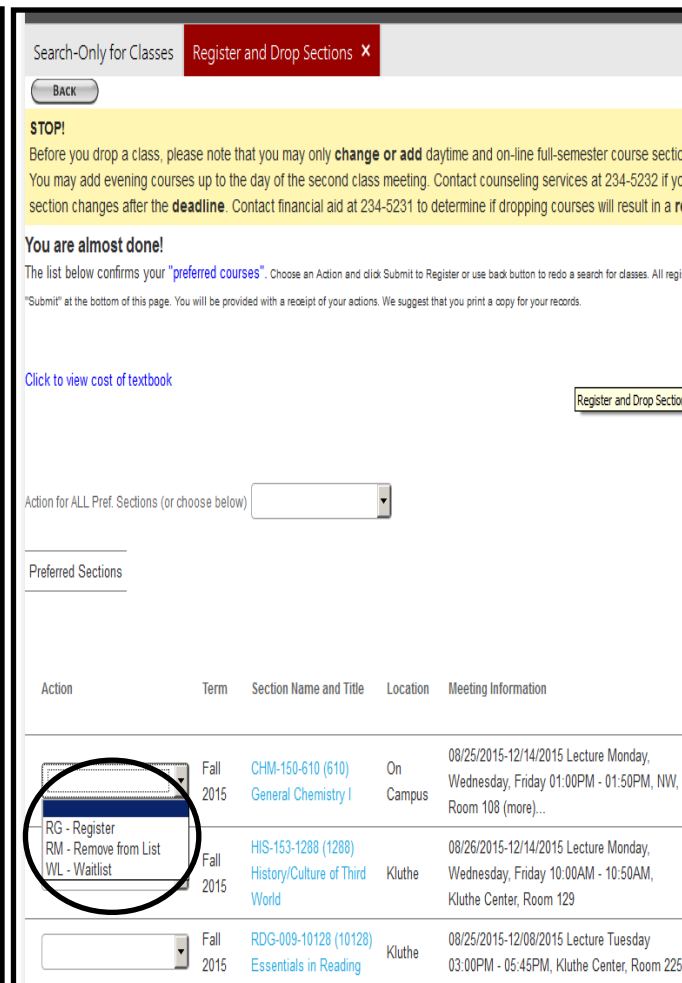 Search-Only for Classes Register and Drop Sections ×
BACK
STOP!
Before you drop a class, please note that you may only change or add daytime and on-line full-semester course sectio
You may add evening courses up to the day of the second class meeting. Contact counseling services at 234-5232 if yo
section changes after the deadline. Contact financial aid at 234-5231 to determine if dropping courses will result in a re
You are almost done!
The list below confirms your "preferred courses". Choose an Action and click Submit to Register or use back button to redo a search for classes. All regi
"Submit" at the bottom of this page. You will be provided with a receipt of your actions. We suggest that you print a copy for your records.
Click to view cost of textbook
Register and Drop Section
Action for ALL Pref. Sections (or choose below)
Preferred Sections
Action Term Section Name and Title Location Meeting Information
RG - Register
RM - Remove from List
WL - Waitlist
Fall
2015
CHM-150-610 (610)
General Chemistry I
On
Campus
08/25/2015-12/14/2015 Lecture Monday,
Wednesday, Friday 01:00PM - 01:50PM, NW,
Room 108 (more)...
Fall
2015
HIS-153-1288 (1288)
History/Culture of Third
World
Kluthe
08/26/2015-12/14/2015 Lecture Monday,
Wednesday, Friday 10:00AM - 10:50AM,
Kluthe Center, Room 129
Fall
2015
RDG-009-10128 (10128)
Essentials in Reading
Kluthe
08/25/2015-12/08/2015 Lecture Tuesday
03:00PM - 05:45PM, Kluthe Center, Room 225